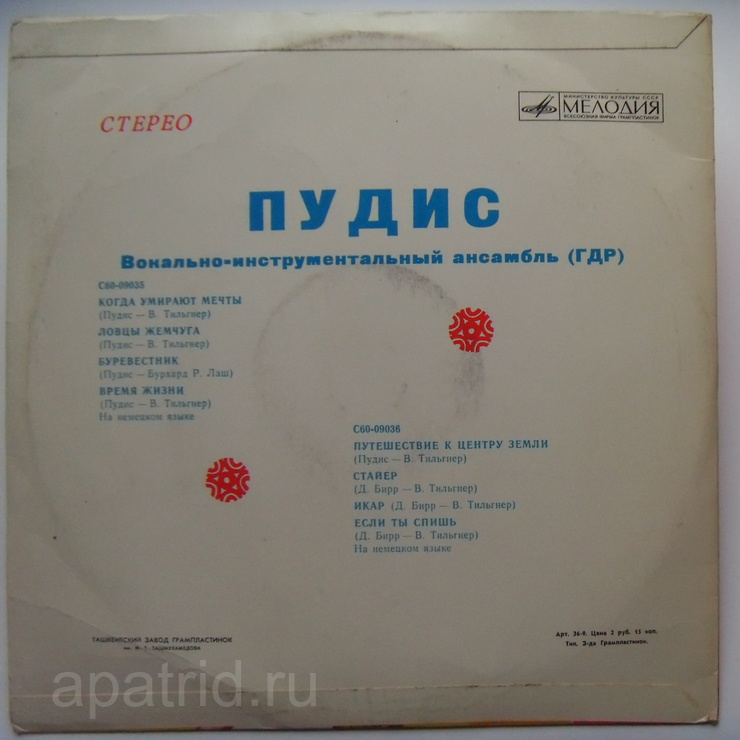 СТЕРЕО
МИНИСТЕРСТВО КУЛЬТУРЫ СССР
МЕЛОДИЯ
ВСЕСОЮЗНАЯ ФИРМА ГРАМПЛАСТИНОК
ПУДИС
Вокально-инструментальный ансамбль (ГДР)
С60-09035
КОГДА УМИРАЮТ МЕЧТЫ
(Пудис — В. Тильгнер)
ЛОВЦЫ ЖЕМЧУГА
(Пудис — В. Тильгнер)
БУРЕВЕСТНИК
(Пудис — Бурхард Р. Лаш)
ВРЕМЯ ЖИЗНИ
(Пудис — В. Тильгнер)
На немецком языке
С60-09036
ПУТЕШЕСТВИЕ К ЦЕНТРУ ЗЕМЛИ
(Пудис — В. Тильгнер)
СТАЙЕР
(Д. Бирр — В. Тильгнер)
ИКАР (Д. Бирр — В. Тильгнер)
ЕСЛИ ТЫ СПИШЬ
(Д. Бирр — В. Тильгнер)
На немецком языке
ТАШКЕНТСКИЙ ЗАВОД ГРАМПЛАСТИНОК
им. М. Т. ТАШМУХАМЕДОВА
Арт. 36-9. Цена 2 руб. 15 коп.
Тип. З-да Грампластинок.
apatrid.ru